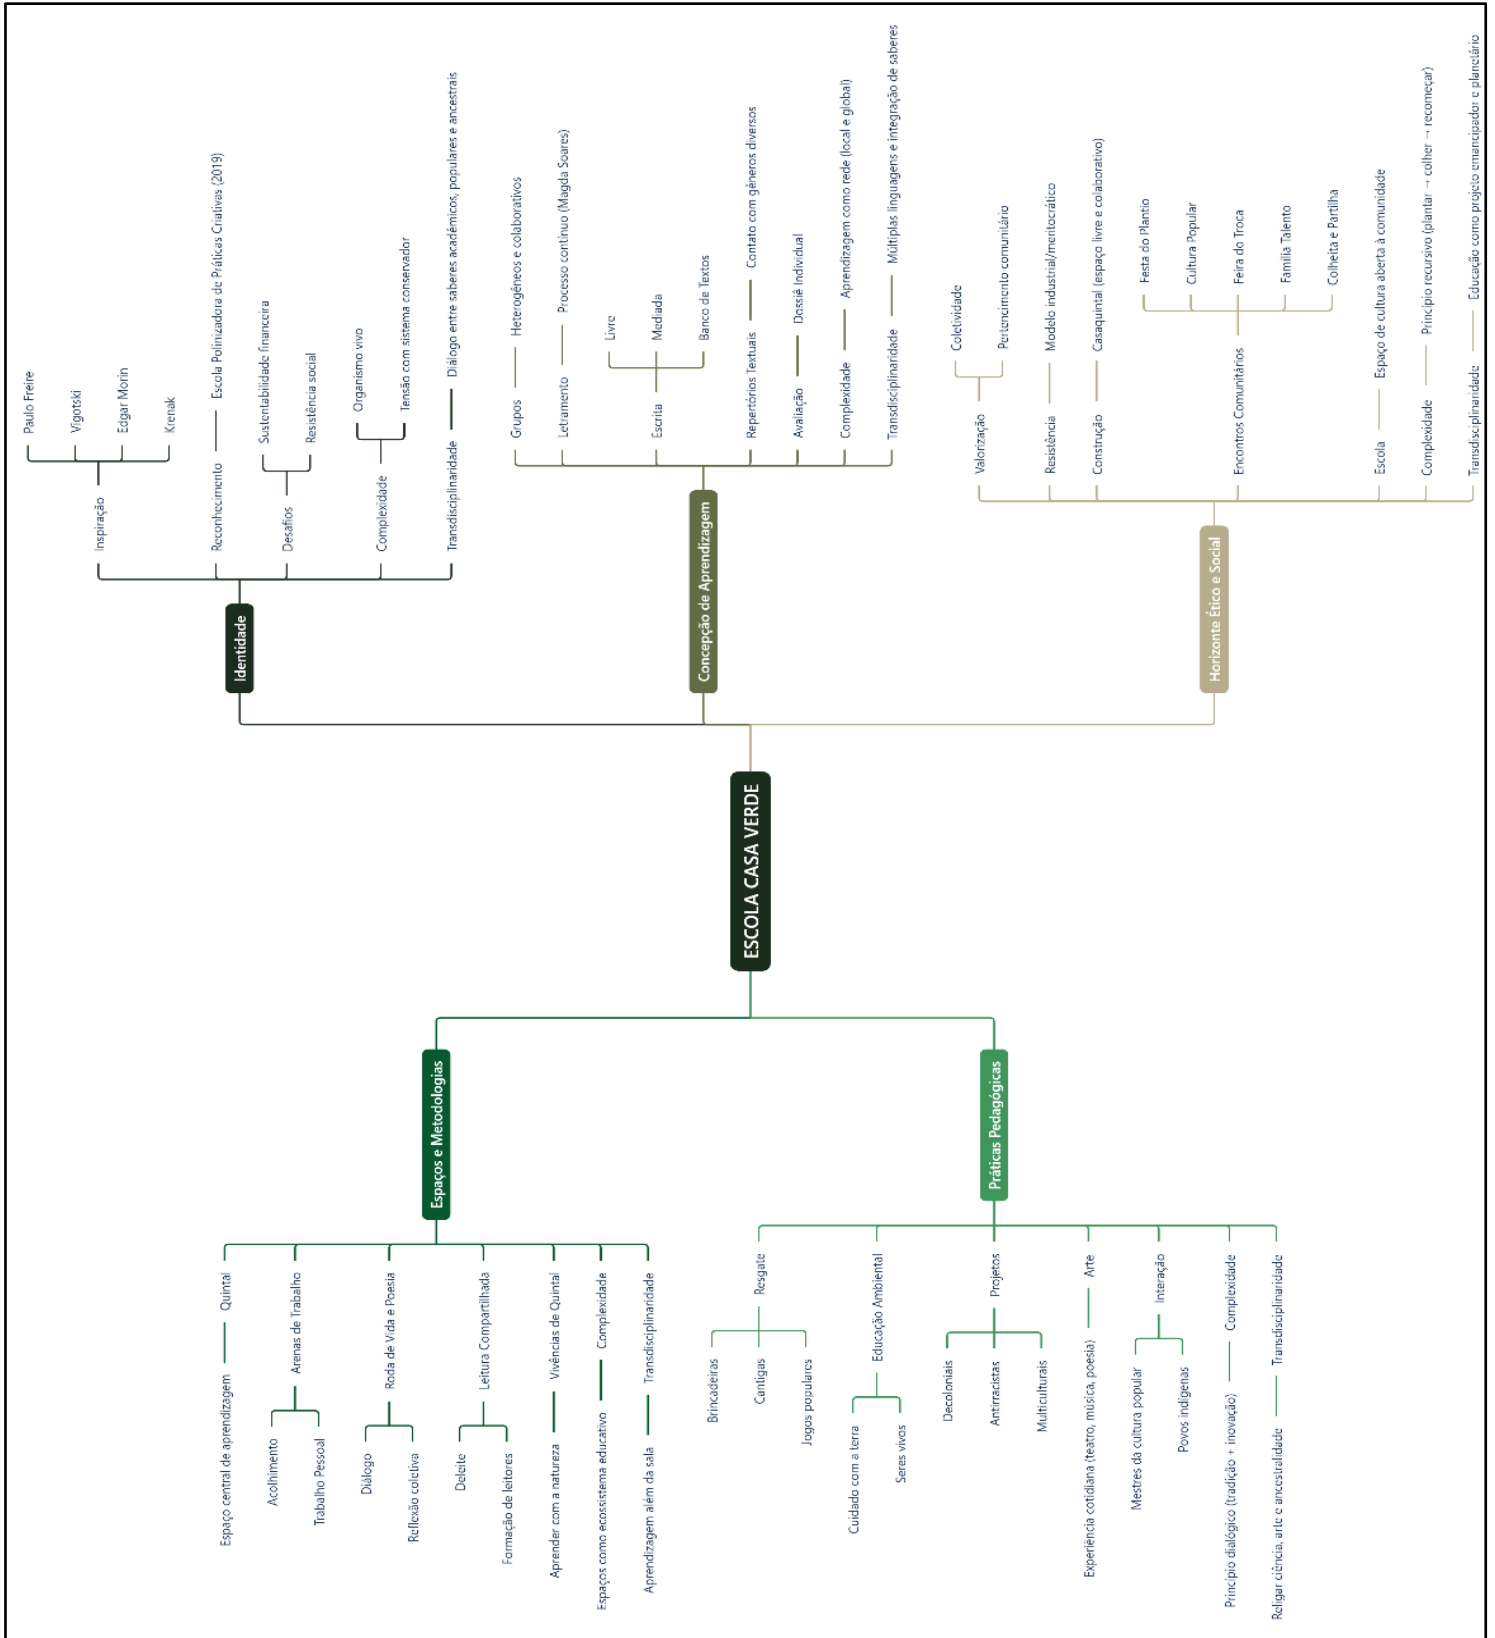 ESCOLA CASA VERDE
Identidade
Inspiração
Paulo Freire
Vigotski
Edgar Morin
Krenak
Reconhecimento
Escola Polinizadora de Práticas Criativas (2019)
Desafios
Sustentabilidade financeira
Resistência social
Complexidade
Organismo vivo
Tensão com sistema conservador
Transdisciplinaridade
Diálogo entre saberes acadêmicos, populares e ancestrais
Concepção de Aprendizagem
Grupos
Heterogêneos e colaborativos
Letramento
Processo contínuo (Magda Soares)
Escrita
Livre
Mediada
Banco de Textos
Repertórios Textuais
Contato com gêneros diversos
Avaliação
Dossiê Individual
Complexidade
Aprendizagem como rede (local e global)
Transdisciplinaridade
Múltiplas linguagens e integração de saberes
Horizonte Ético e Social
Valorização
Coletividade
Pertencimento comunitário
Resistência
Modelo industrial/meritocrático
Construção
Casaquintal (espaço livre e colaborativo)
Encontros Comunitários
Festa do Plantio
Cultura Popular
Feira do Troca
Família Talento
Colheita e Partilha
Escola
Espaço de cultura aberta à comunidade
Complexidade
Princípio recursivo (plantar → colher → recomeçar)
Transdisciplinaridade
Educação como projeto emancipador e planetário
Espaços e Metodologias
Quintal
Espaço central de aprendizagem
Arenas de Trabalho
Acolhimento
Trabalho Pessoal
Roda de Vida e Poesia
Diálogo
Reflexão coletiva
Leitura Compartilhada
Deleite
Formação de leitores
Vivências de Quintal
Aprender com a natureza
Complexidade
Espaços como ecossistema educativo
Transdisciplinaridade
Aprendizagem além da sala
Práticas Pedagógicas
Resgate
Brincadeiras
Cantigas
Jogos populares
Educação Ambiental
Cuidado com a terra
Seres vivos
Projetos
Decoloniais
Antirracistas
Multiculturais
Arte
Experiência cotidiana (teatro, música, poesia)
Interação
Mestres da cultura popular
Povos indígenas
Complexidade
Princípio dialógico (tradição + inovação)
Transdisciplinaridade
Religar ciência, arte e ancestralidade